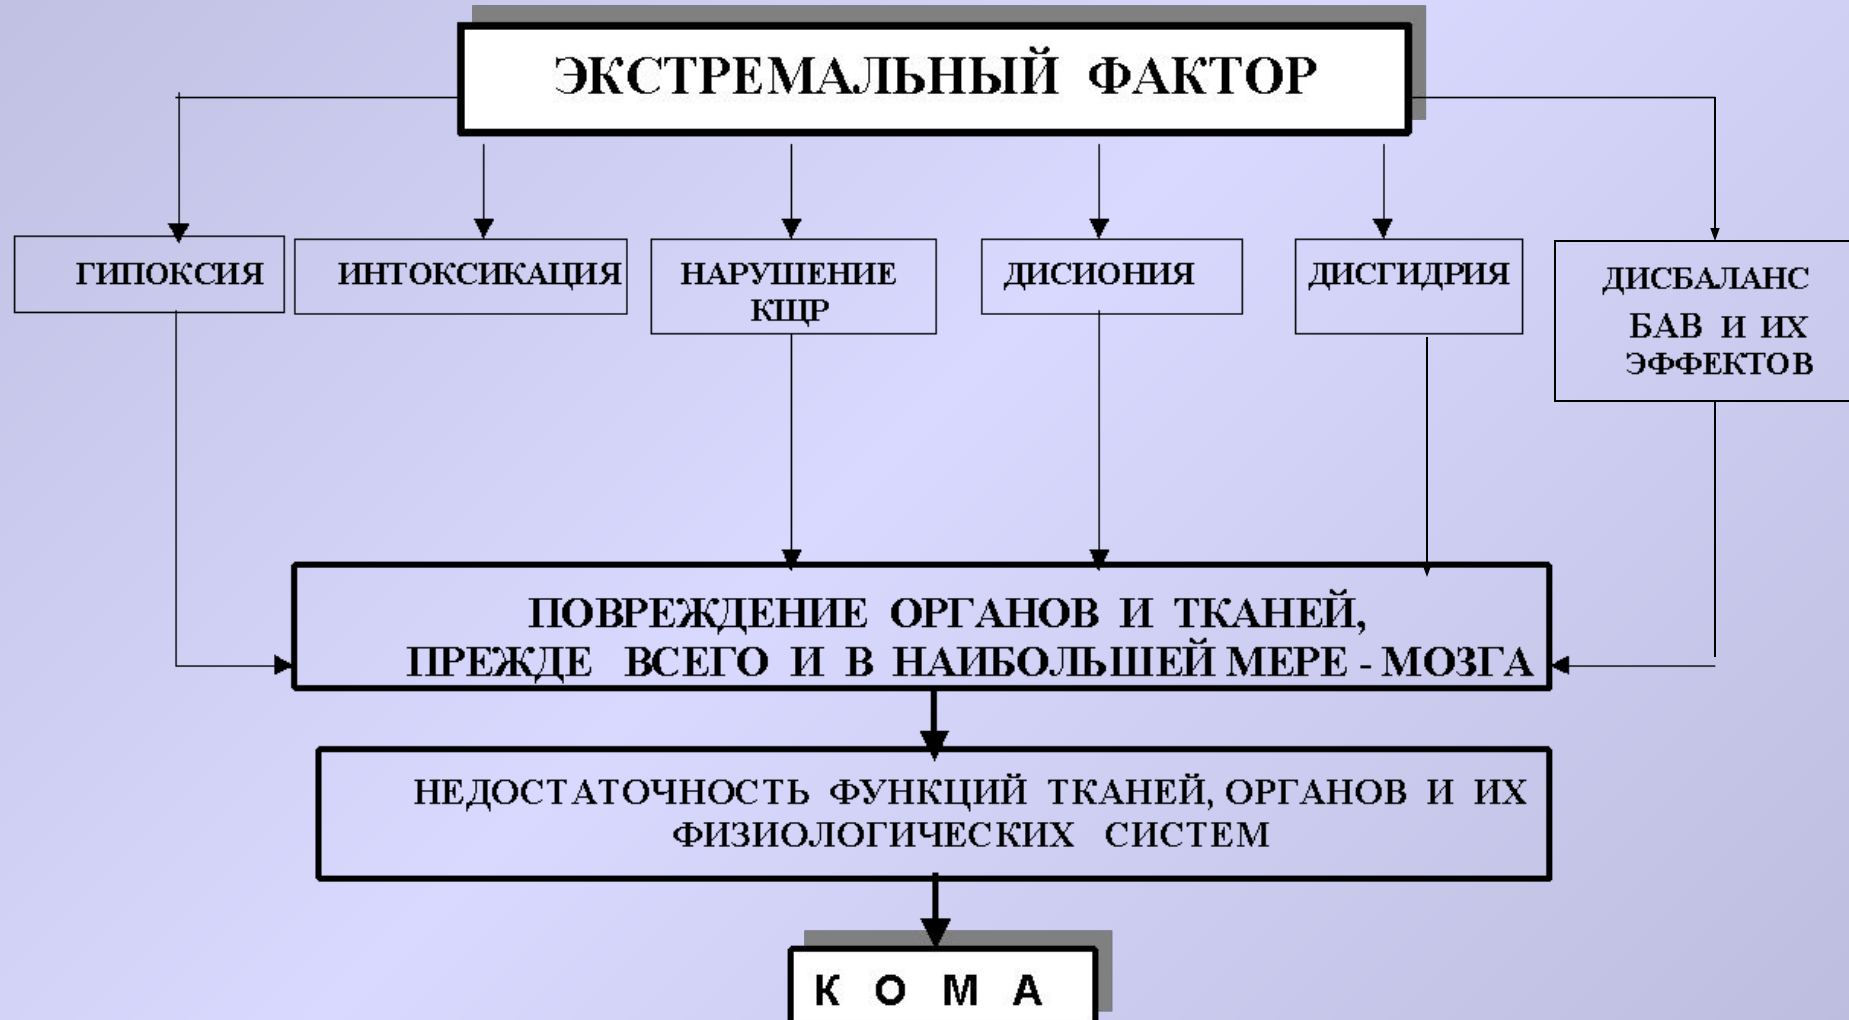 ЭКСТРЕМАЛЬНЫЙ ФАКТОР
ГИПОКСИЯ
ИНТОКСИКАЦИЯ
НАРУШЕНИЕ
КЩР
ДИСИОНИЯ
ДИСГИДРИЯ
ДИСБАЛАНС
БАВ И ИХ
ЭФФЕКТОВ
ПОВРЕЖДЕНИЕ ОРГАНОВ И ТКАНЕЙ,
ПРЕЖДЕ ВСЕГО И В НАИБОЛЬШЕЙ МЕРЕ - МОЗГА
НЕДОСТАТОЧНОСТЬ ФУНКЦИЙ ТКАНЕЙ, ОРГАНОВ И ИХ
ФИЗИОЛОГИЧЕСКИХ СИСТЕМ
К О М А